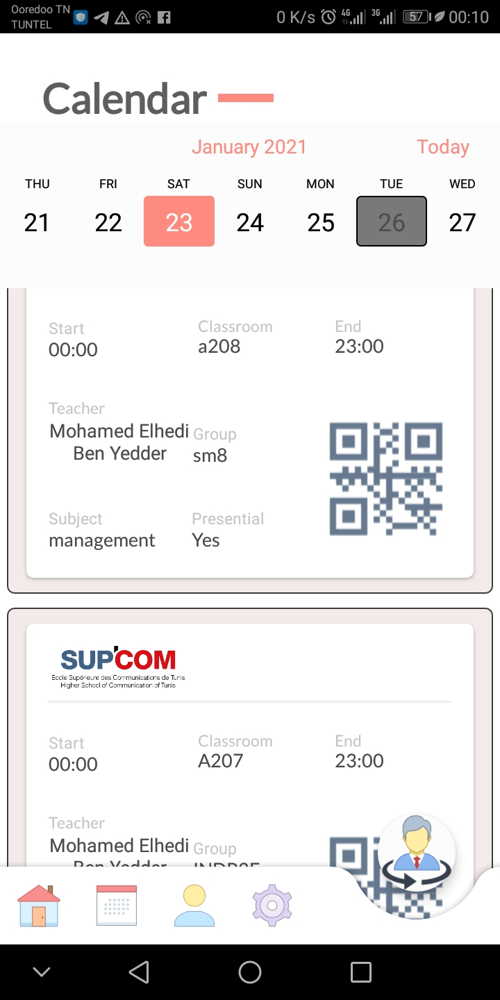 Ooredoo TN
TUNTEL
0 K/s 4G 3G 57 00:10
Calendar
January 2021 Today
THU FRI SAT SUN MON TUE WED
21 22 23 24 25 26 27
Start Classroom End
00:00 a208 23:00
Teacher
Mohamed Elhedi Group
Ben Yedder sm8
Subject Presential
management Yes
SUP'COM
Ecole Supérieure des Communications de Tunis
Higher School of Communication of Tunis
Start Classroom End
00:00 A207 23:00
Teacher
Mohamed Elhedi Group
Ben Yedder